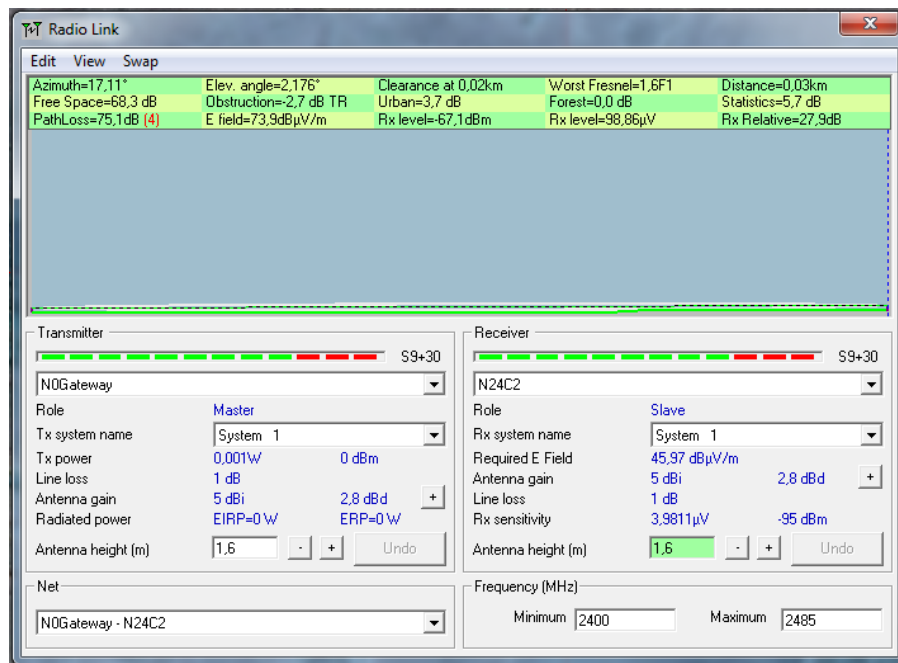 Radio Link
Edit View Swap
Azimuth=17,11° Elev. angle=2,176° Clearance at 0,02km Worst Fresnel=1,6F1 Distance=0,03km
Free Space=68,3 dB Obstruction=-2,7 dB TR Urban=3,7 dB Forest=0,0 dB Statistics=5,7 dB
PathLoss=75,1dB (4) E field=73,9dBµV/m Rx level=-67,1dBm Rx level=98,86µV Rx Relative=27,9dB
Transmitter
S9+30
N0Gateway
Role Master
Tx system name System 1
Tx power 0,001W 0 dBm
Line loss 1 dB
Antenna gain 5 dBi 2,8 dBd +
Radiated power EIRP=0 W ERP=0 W
Antenna height (m) 1,6 - + Undo
Receiver
S9+30
N24C2
Role Slave
Rx system name System 1
Required E Field 45,97 dBµV/m
Antenna gain 5 dBi 2,8 dBd +
Line loss 1 dB
Rx sensitivity 3,9811µV -95 dBm
Antenna height (m) 1,6 - + Undo
Net
N0Gateway - N24C2
Frequency (MHz)
Minimum 2400 Maximum 2485